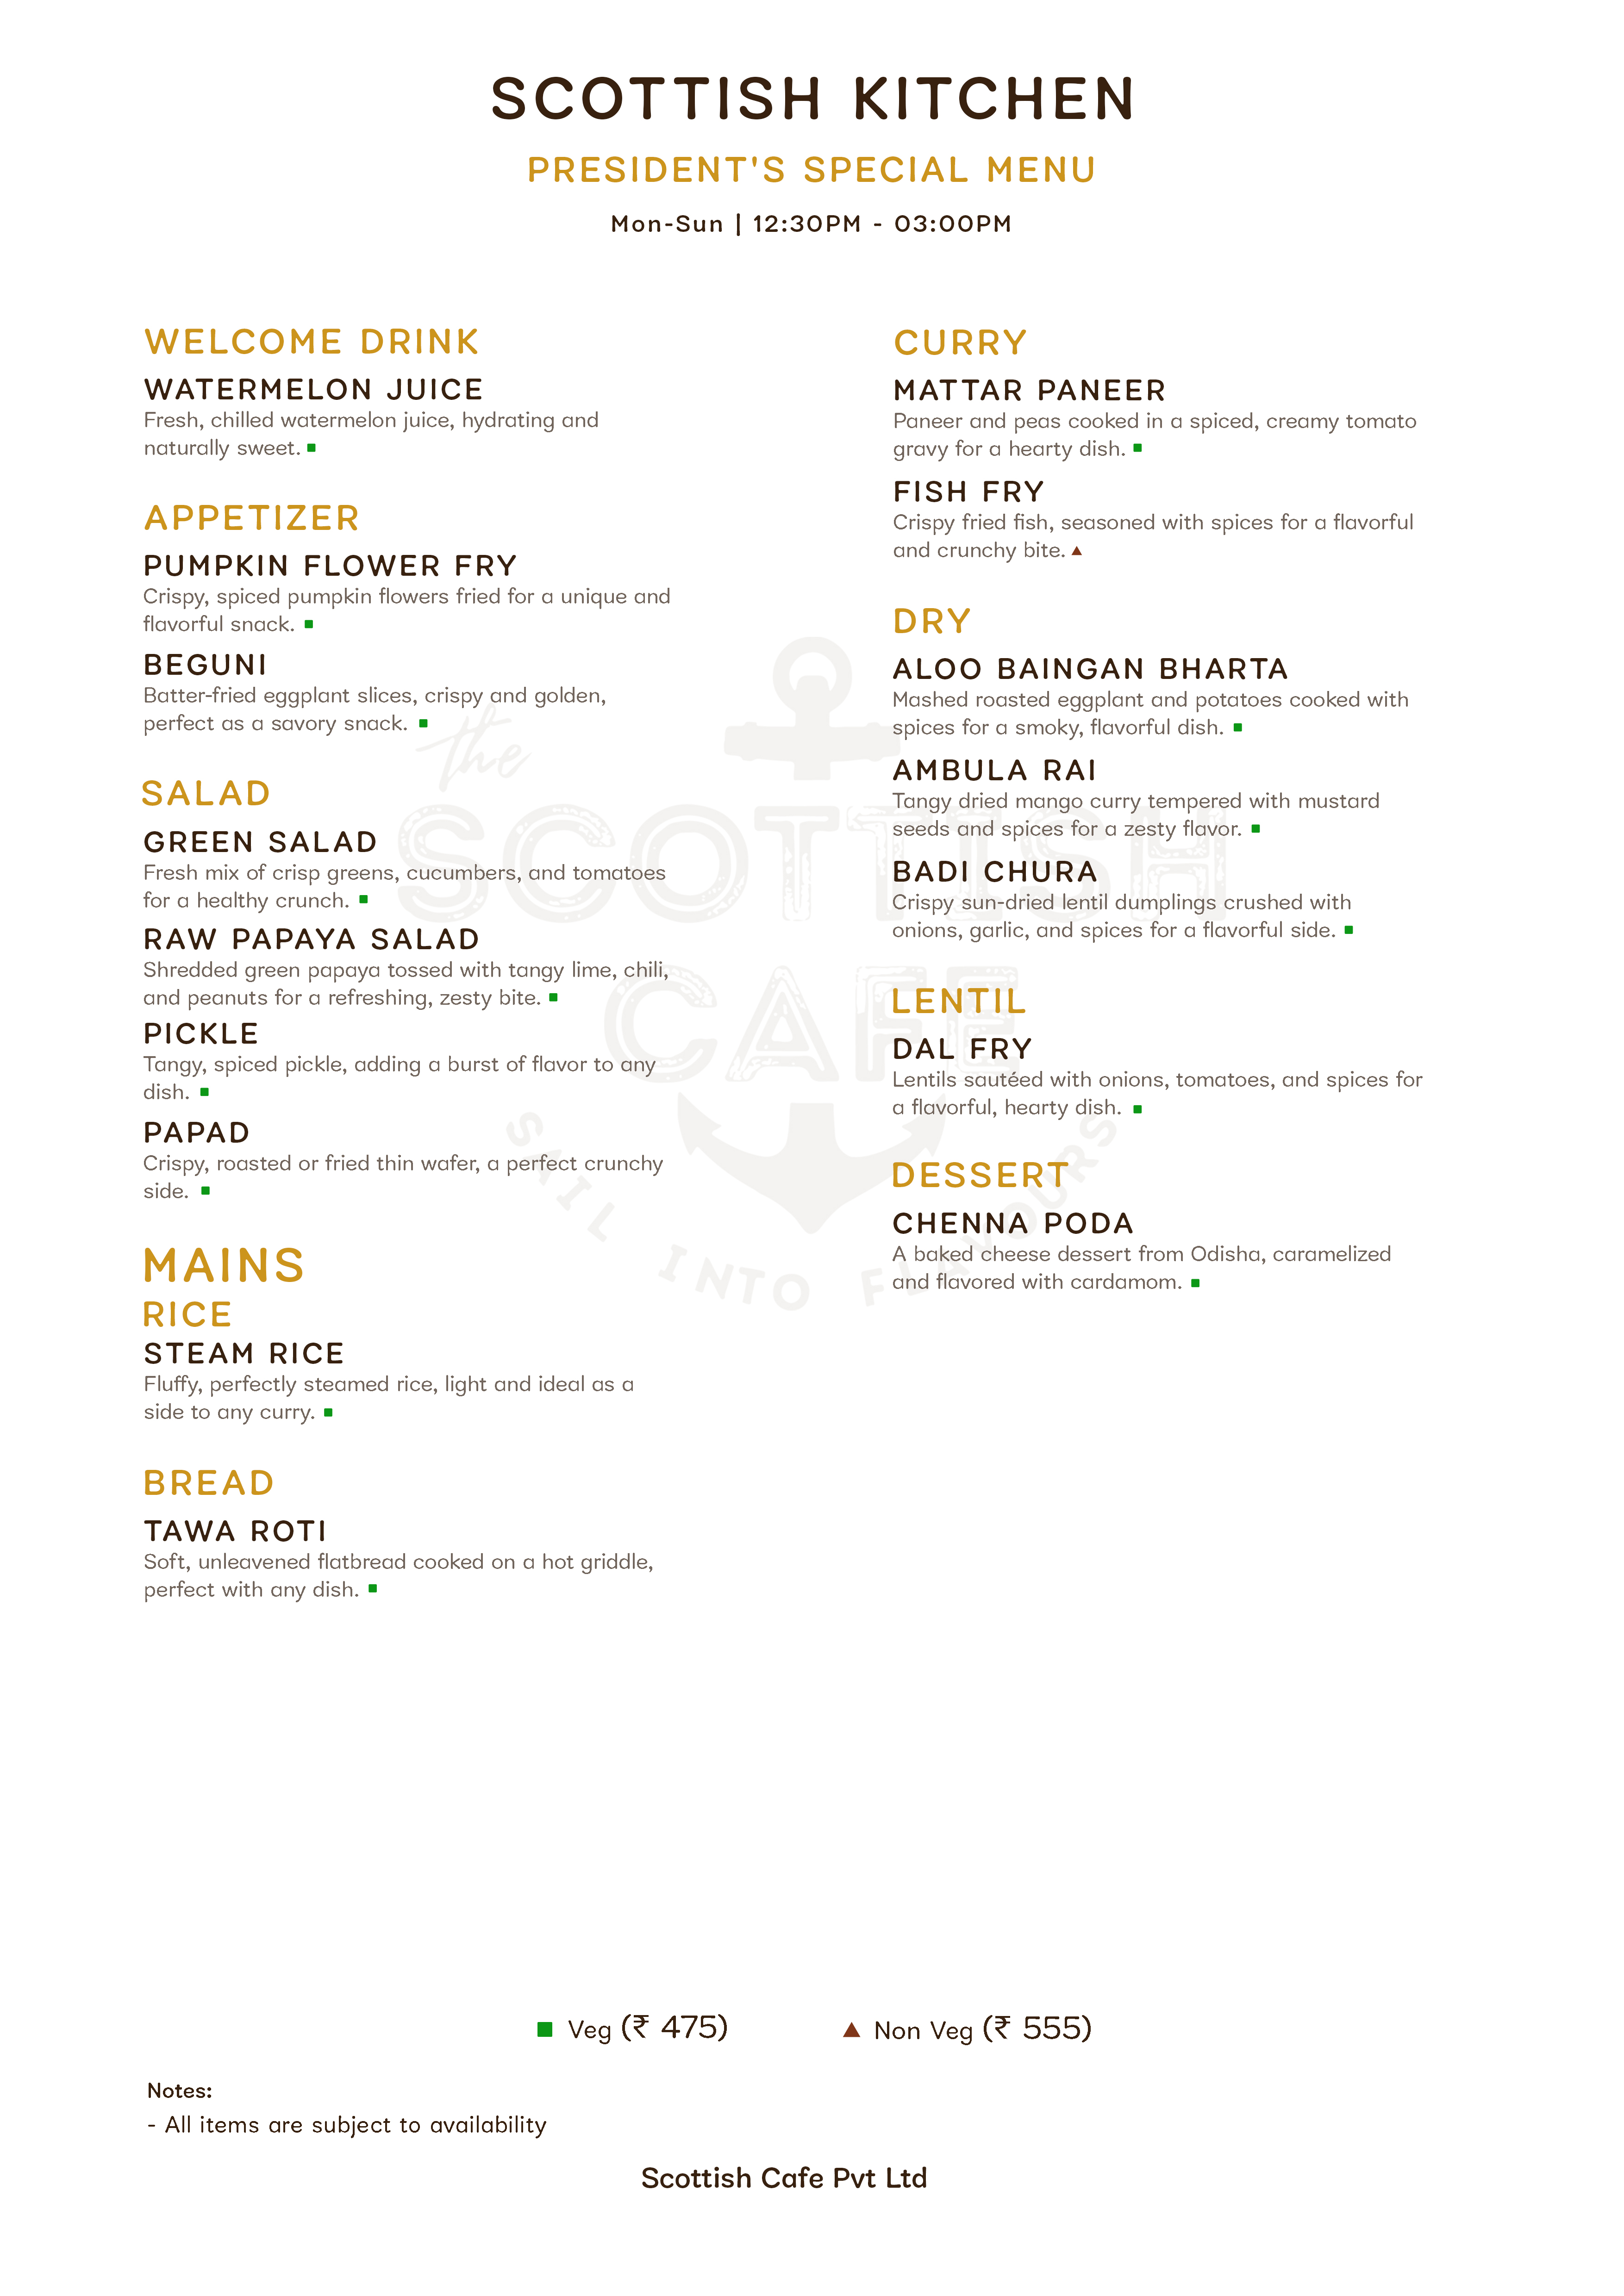 SCOTTISH KITCHEN
PRESIDENT'S SPECIAL MENU
Mon-Sun | 12:30PM - 03:00PM
WELCOME DRINK
WATERMELON JUICE
Fresh, chilled watermelon juice, hydrating and
naturally sweet.
APPETIZER
PUMPKIN FLOWER FRY
Crispy, spiced pumpkin flowers fried for a unique and
flavorful snack.
BEGUNI
Batter-fried eggplant slices, crispy and golden,
perfect as a savory snack.
SALAD
GREEN SALAD
Fresh mix of crisp greens, cucumbers, and tomatoes
for a healthy crunch.
RAW PAPAYA SALAD
Shredded green papaya tossed with tangy lime, chili,
and peanuts for a refreshing, zesty bite.
PICKLE
Tangy, spiced pickle, adding a burst of flavor to any
dish.
PAPAD
Crispy, roasted or fried thin wafer, a perfect crunchy
side.
MAINS
RICE
STEAM RICE
Fluffy, perfectly steamed rice, light and ideal as a
side to any curry.
BREAD
TAWA ROTI
Soft, unleavened flatbread cooked on a hot griddle,
perfect with any dish.
CURRY
MATTAR PANEER
Paneer and peas cooked in a spiced, creamy tomato
gravy for a hearty dish.
FISH FRY
Crispy fried fish, seasoned with spices for a flavorful
and crunchy bite.
DRY
ALOO BAINGAN BHARTA
Mashed roasted eggplant and potatoes cooked with
spices for a smoky, flavorful dish.
AMBULA RAI
Tangy dried mango curry tempered with mustard
seeds and spices for a zesty flavor.
BADI CHURA
Crispy sun-dried lentil dumplings crushed with
onions, garlic, and spices for a flavorful side.
LENTIL
DAL FRY
Lentils sautéed with onions, tomatoes, and spices for
a flavorful, hearty dish.
DESSERT
CHENNA PODA
A baked cheese dessert from Odisha, caramelized
and flavored with cardamom.
the
SCOTTISH
CAFE
SAIL INTO FLAVOURS
Veg (₹ 475) Non Veg (₹ 555)
Notes:
- All items are subject to availability
Scottish Cafe Pvt Ltd